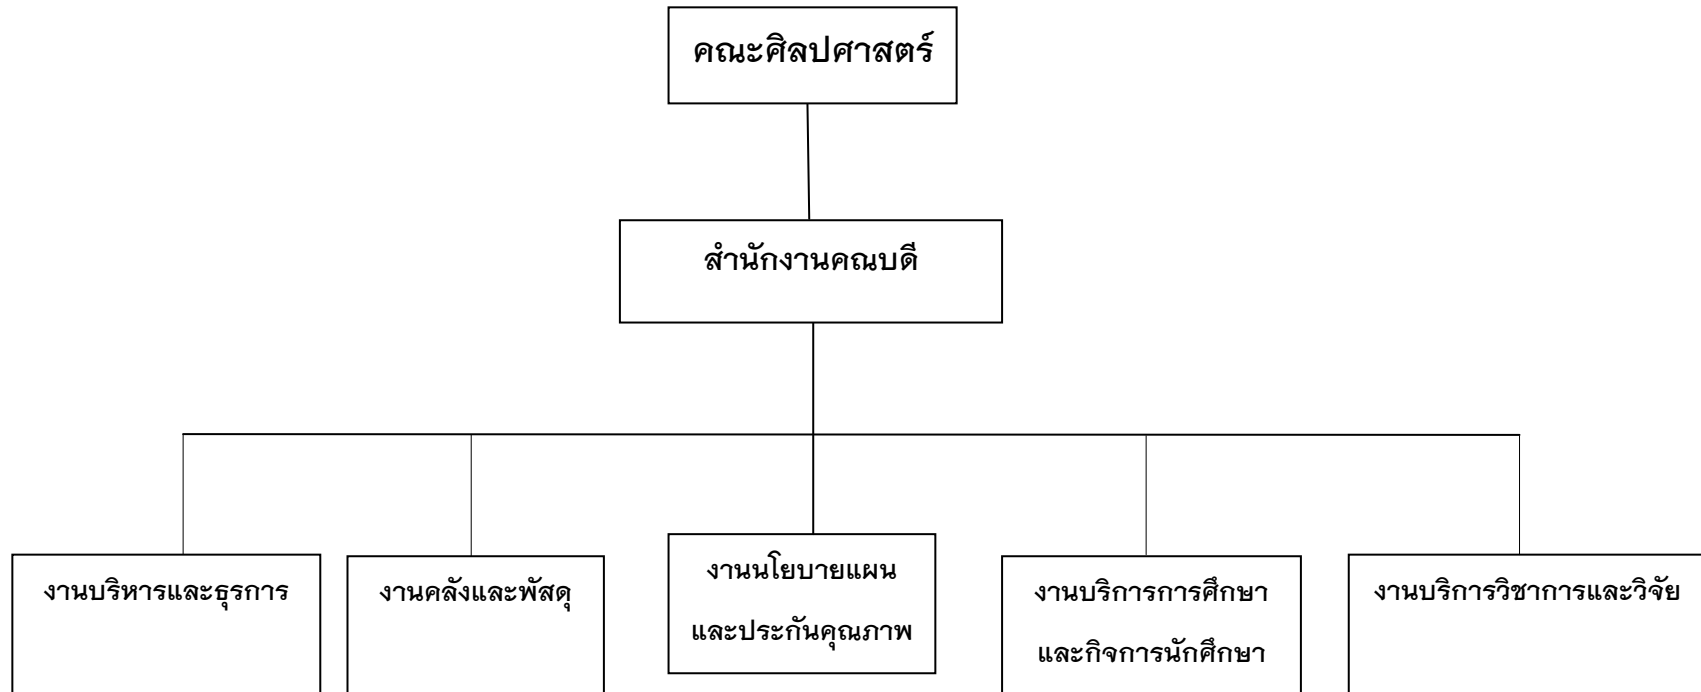 คณะศิลปศาสตร์
สำนักงานคณบดี
งานบริหารและธุรการ
งานคลังและพัสดุ
งานนโยบายแผน
และประกันคุณภาพ
งานบริการการศึกษา
และกิจการนักศึกษา
งานบริการวิชาการและวิจัย